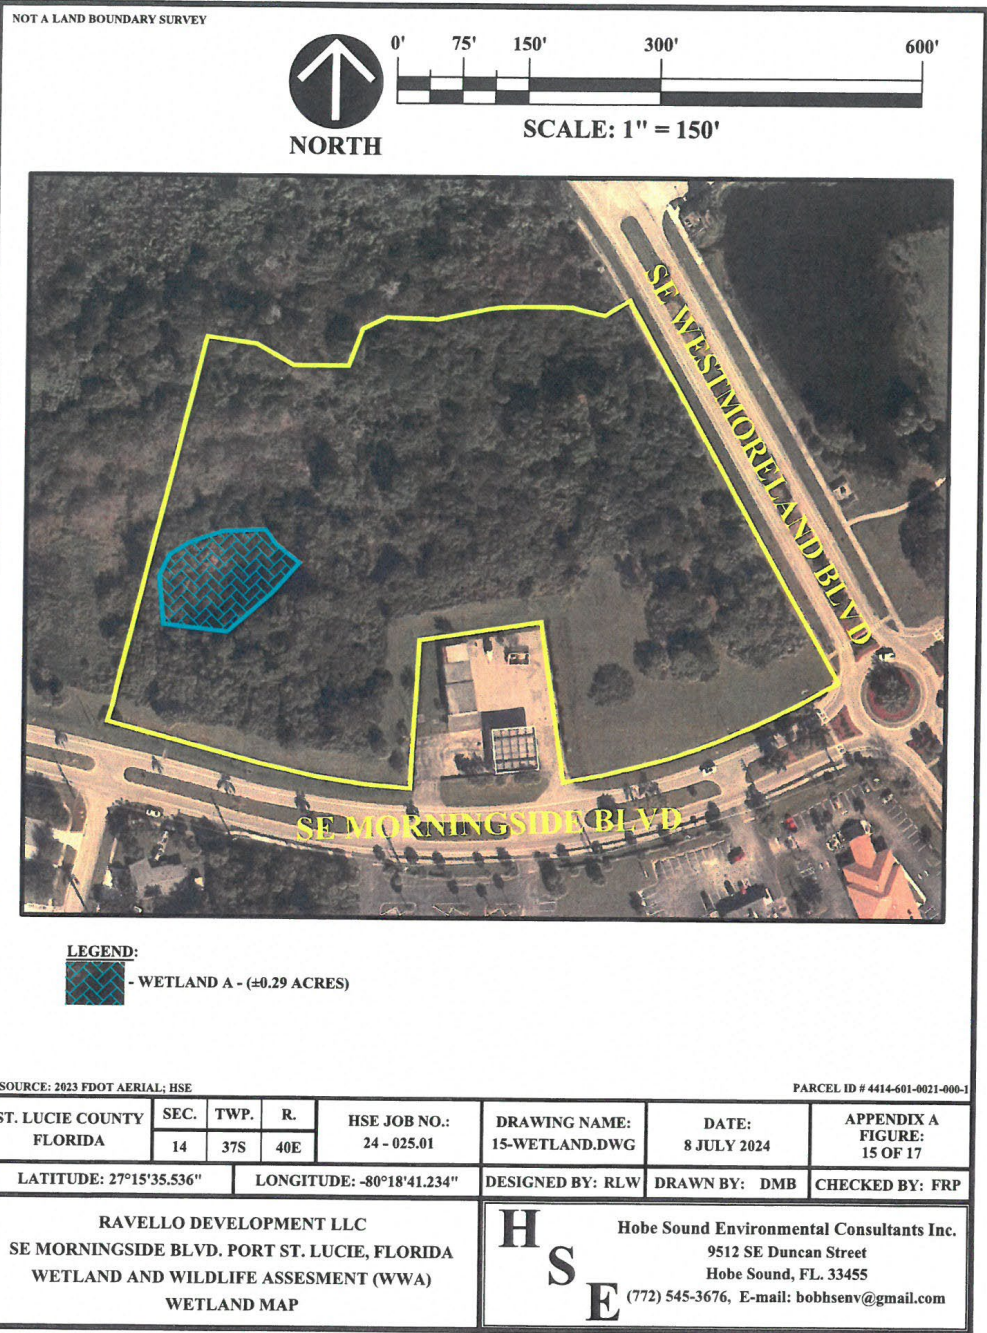 NOT A LAND BOUNDARY SURVEY
0' 75' 150' 300' 600'
NORTH
SCALE: 1" = 150'
SE WESTMORELAND BLVD
SE MORNINGSIDE BLVD
LEGEND:
- WETLAND A - (±0.29 ACRES)
SOURCE: 2023 FDOT AERIAL; HSE
PARCEL ID # 4414-601-0021-000-1
ST. LUCIE COUNTY
FLORIDA
SEC. TWP. R.
14 37S 40E
HSE JOB NO.:
24 - 025.01
DRAWING NAME:
15-WETLAND.DWG
DATE:
8 JULY 2024
APPENDIX A
FIGURE:
15 OF 17
LATITUDE: 27°15'35.536"
LONGITUDE: -80°18'41.234"
DESIGNED BY: RLW
DRAWN BY: DMB
CHECKED BY: FRP
RAVELLO DEVELOPMENT LLC
SE MORNINGSIDE BLVD. PORT ST. LUCIE, FLORIDA
WETLAND AND WILDLIFE ASSESMENT (WWA)
WETLAND MAP
H
S
E
Hobe Sound Environmental Consultants Inc.
9512 SE Duncan Street
Hobe Sound, FL. 33455
(772) 545-3676, E-mail: bobhsenv@gmail.com